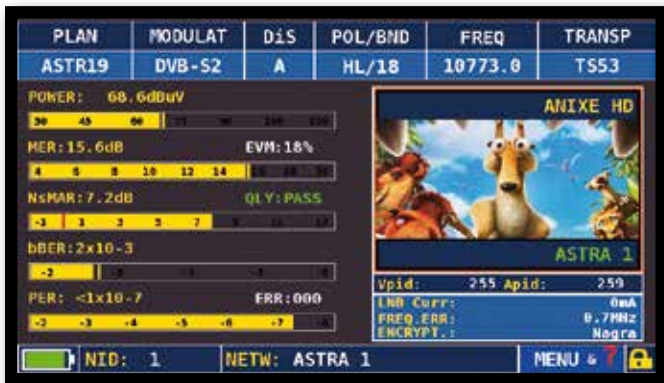 PLAN MODULAT DiS POL/BND FREQ TRANSP
ASTR19 DVB-S2 A HL/18 10773.0 TS53
POWER: 68.6dBuV
30 45 60
MER:15.6dB EVM:18%
4 6 8 10 12 14
NsMAR:7.2dB QLY:PASS
-3 1 3 5 7
bBER:2x10-3
-2
PER: <1x10-7 ERR:000
-2 -3 -4 -5 -6 -7
ANIXE HD
ASTRA 1
Vpid: 255 Apid: 259
LNB Curr: 0mA
FREQ.ERR: 0.7MHz
ENCRYPT.: Nagra
NID: 1 NETW: ASTRA 1 MENU & ?